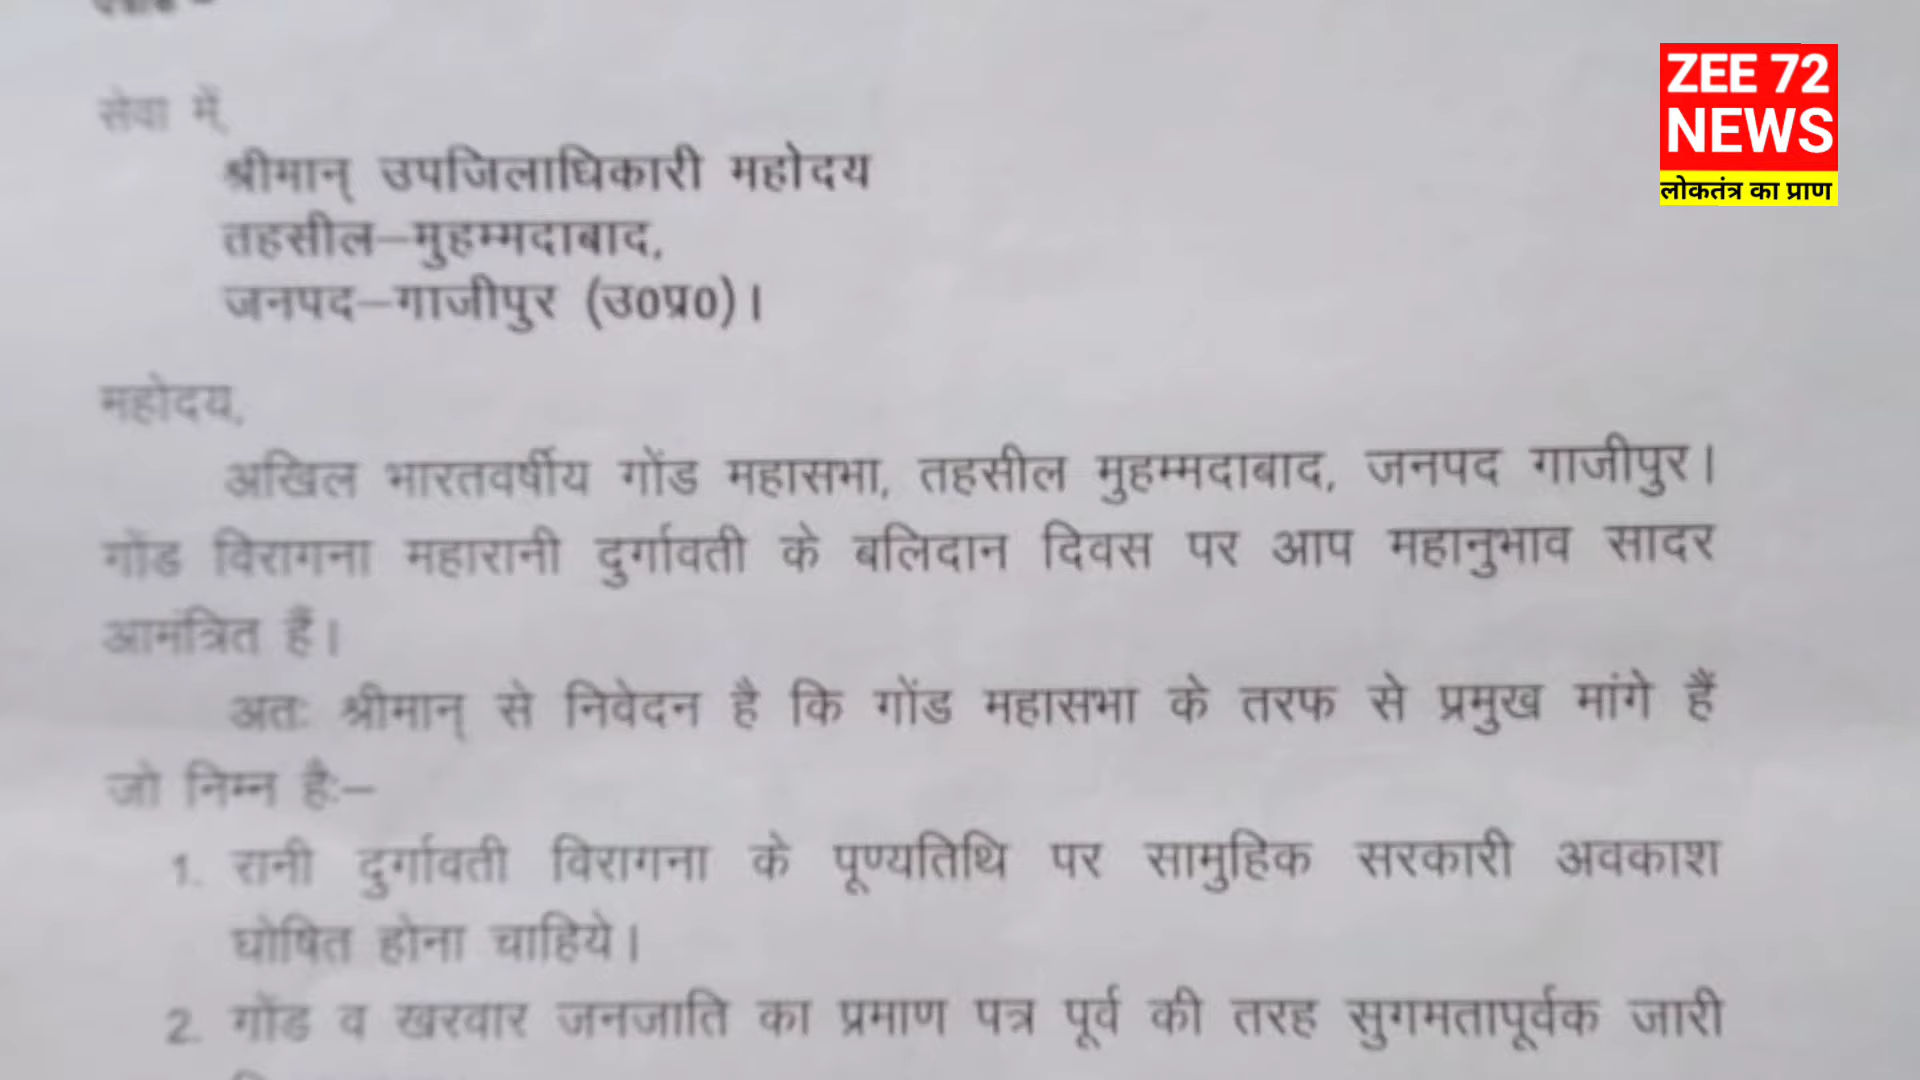 ZEE 72
NEWS
लोकतंत्र का प्राण
सेवा में,
श्रीमान् उपजिलाधिकारी महोदय
तहसील–मुहम्मदाबाद,
जनपद–गाजीपुर (उ0प्र0)।
महोदय,
अखिल भारतवर्षीय गोंड महासभा, तहसील मुहम्मदाबाद, जनपद गाजीपुर।
गोंड विरागना महारानी दुर्गावती के बलिदान दिवस पर आप महानुभाव सादर
आमंत्रित हैं।
अतः श्रीमान् से निवेदन है कि गोंड महासभा के तरफ से प्रमुख मांगे हैं
जो निम्न है:–
1. रानी दुर्गावती विरागना के पूण्यतिथि पर सामुहिक सरकारी अवकाश
घोषित होना चाहिये।
2. गोंड व खरवार जनजाति का प्रमाण पत्र पूर्व की तरह सुगमतापूर्वक जारी